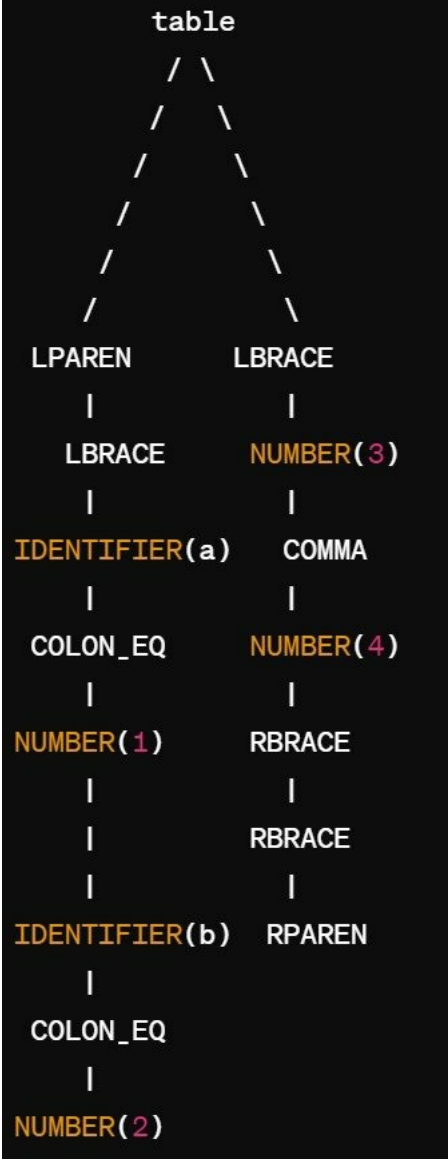 table
/ \
/ \
/ \
/ \
/ \
/ \
LPAREN LBRACE
| |
LBRACE NUMBER(3)
| |
IDENTIFIER(a) COMMA
| |
COLON_EQ NUMBER(4)
| |
NUMBER(1) RBRACE
| |
| RBRACE
| |
IDENTIFIER(b) RPAREN
|
COLON_EQ
|
NUMBER(2)